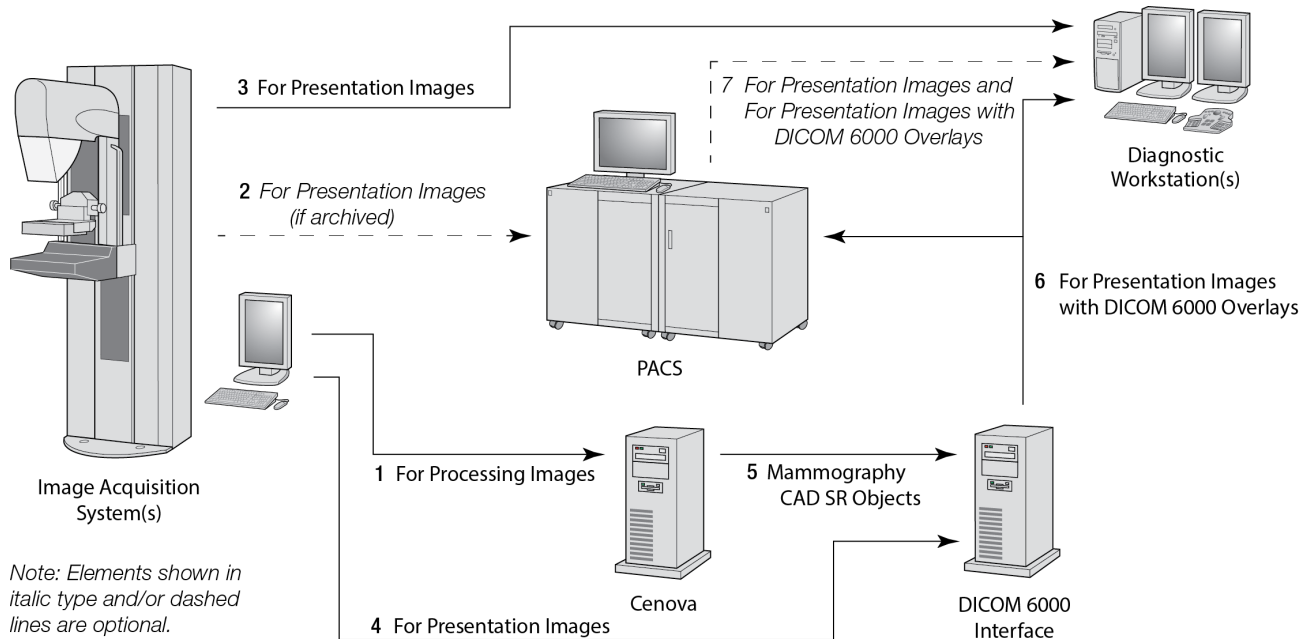 3 For Presentation Images
7 For Presentation Images and
For Presentation Images with
DICOM 6000 Overlays
Diagnostic
Workstation(s)
2 For Presentation Images
(if archived)
6 For Presentation Images
with DICOM 6000 Overlays
PACS
1 For Processing Images
5 Mammography
CAD SR Objects
Image Acquisition
System(s)
Note: Elements shown in
italic type and/or dashed
lines are optional.
Cenova
DICOM 6000
Interface
4 For Presentation Images